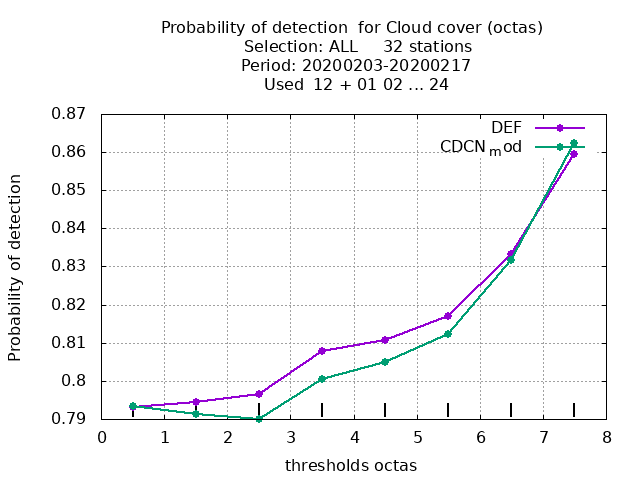 Probability of detection  for Cloud cover (octas)
Selection: ALL     32 stations
Period: 20200203-20200217
Used  12 + 01 02 ... 24
DEF
CDCNmod
0.87
0.86
0.85
0.84
0.83
0.82
0.81
0.8
0.79
Probability of detection
0 1 2 3 4 5 6 7 8
thresholds octas